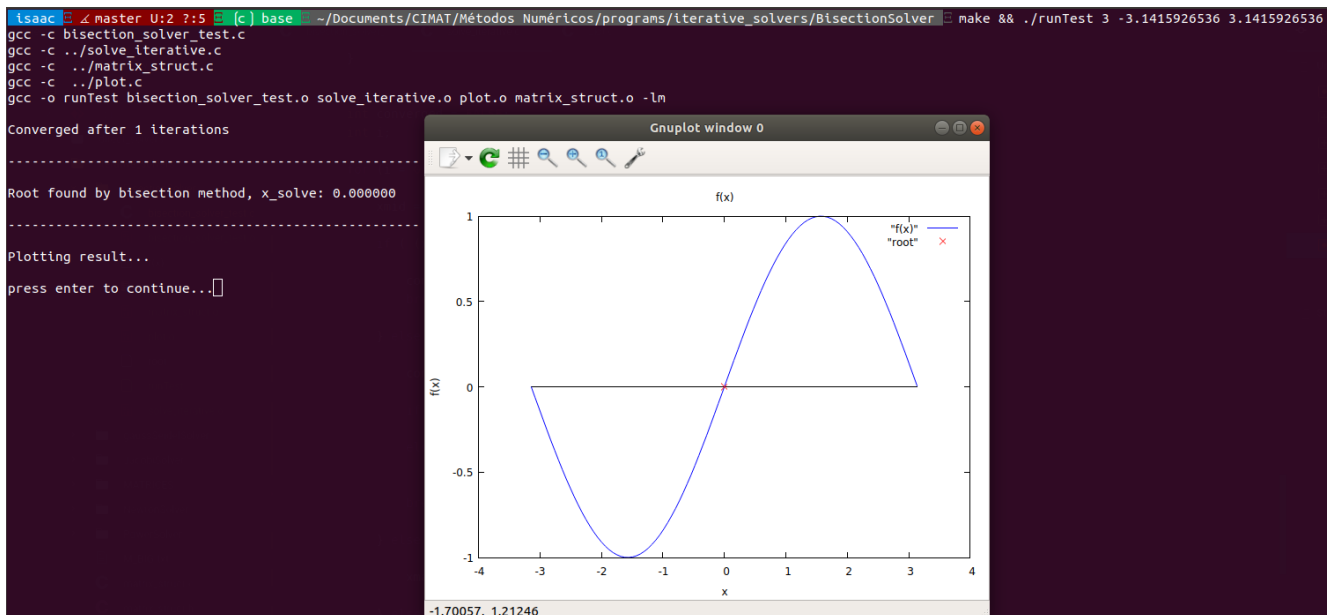 isaac master U:2 ?:5 (c) base ~/Documents/CIMAT/Métodos Numéricos/programs/iterative_solvers/BisectionSolver make && ./runTest 3 -3.1415926536 3.1415926536
gcc -c bisection_solver_test.c
gcc -c ../solve_iterative.c
gcc -c  ../matrix_struct.c
gcc -c  ../plot.c
gcc -o runTest bisection_solver_test.o solve_iterative.o plot.o matrix_struct.o -lm
Converged after 1 iterations
----------------------------------------------------
Root found by bisection method, x_solve: 0.000000
----------------------------------------------------
Plotting result...
press enter to continue...
Gnuplot window 0
f(x)
"f(x)"
"root"
1
0.5
0
-0.5
-1
f(x)
-4 -3 -2 -1 0 1 2 3 4
x
-1.70057, 1.21246